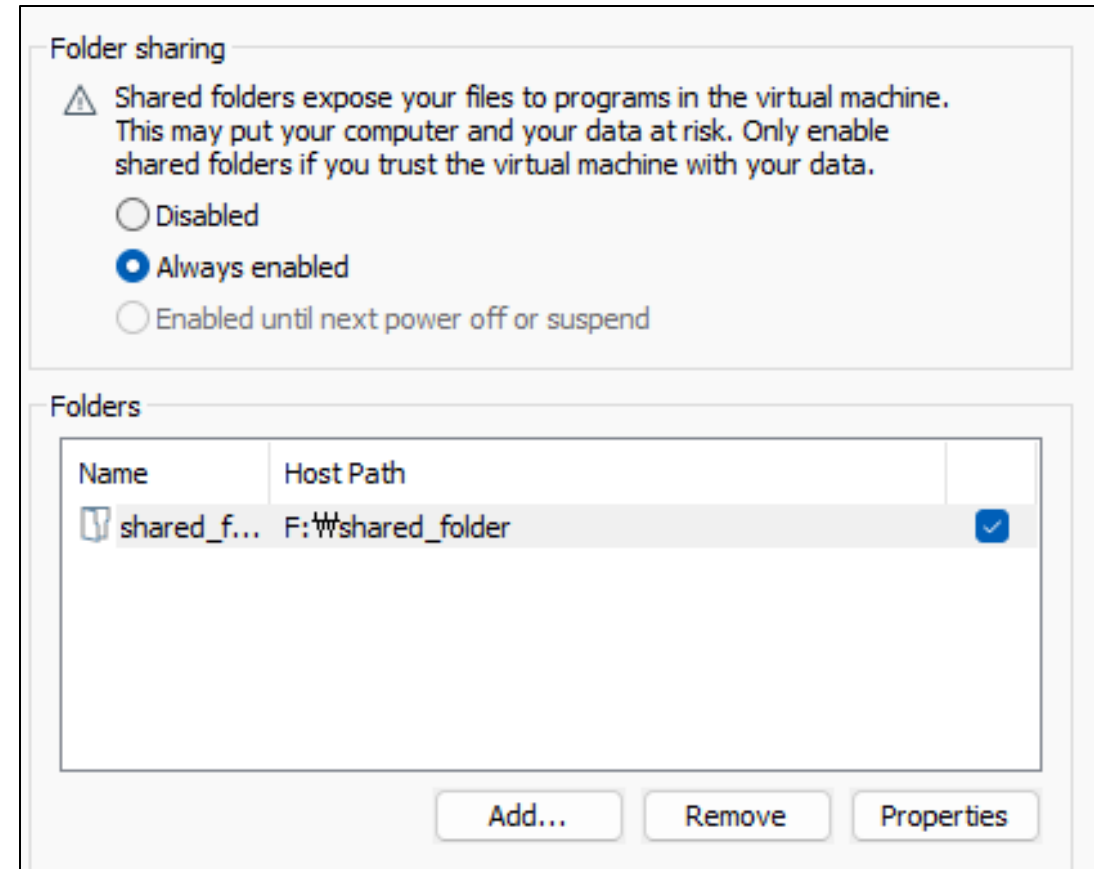 Folder sharing
Shared folders expose your files to programs in the virtual machine.
This may put your computer and your data at risk. Only enable
shared folders if you trust the virtual machine with your data.
Disabled
Always enabled
Enabled until next power off or suspend
Folders
Name Host Path
shared_f... F:₩shared_folder
Add... Remove Properties